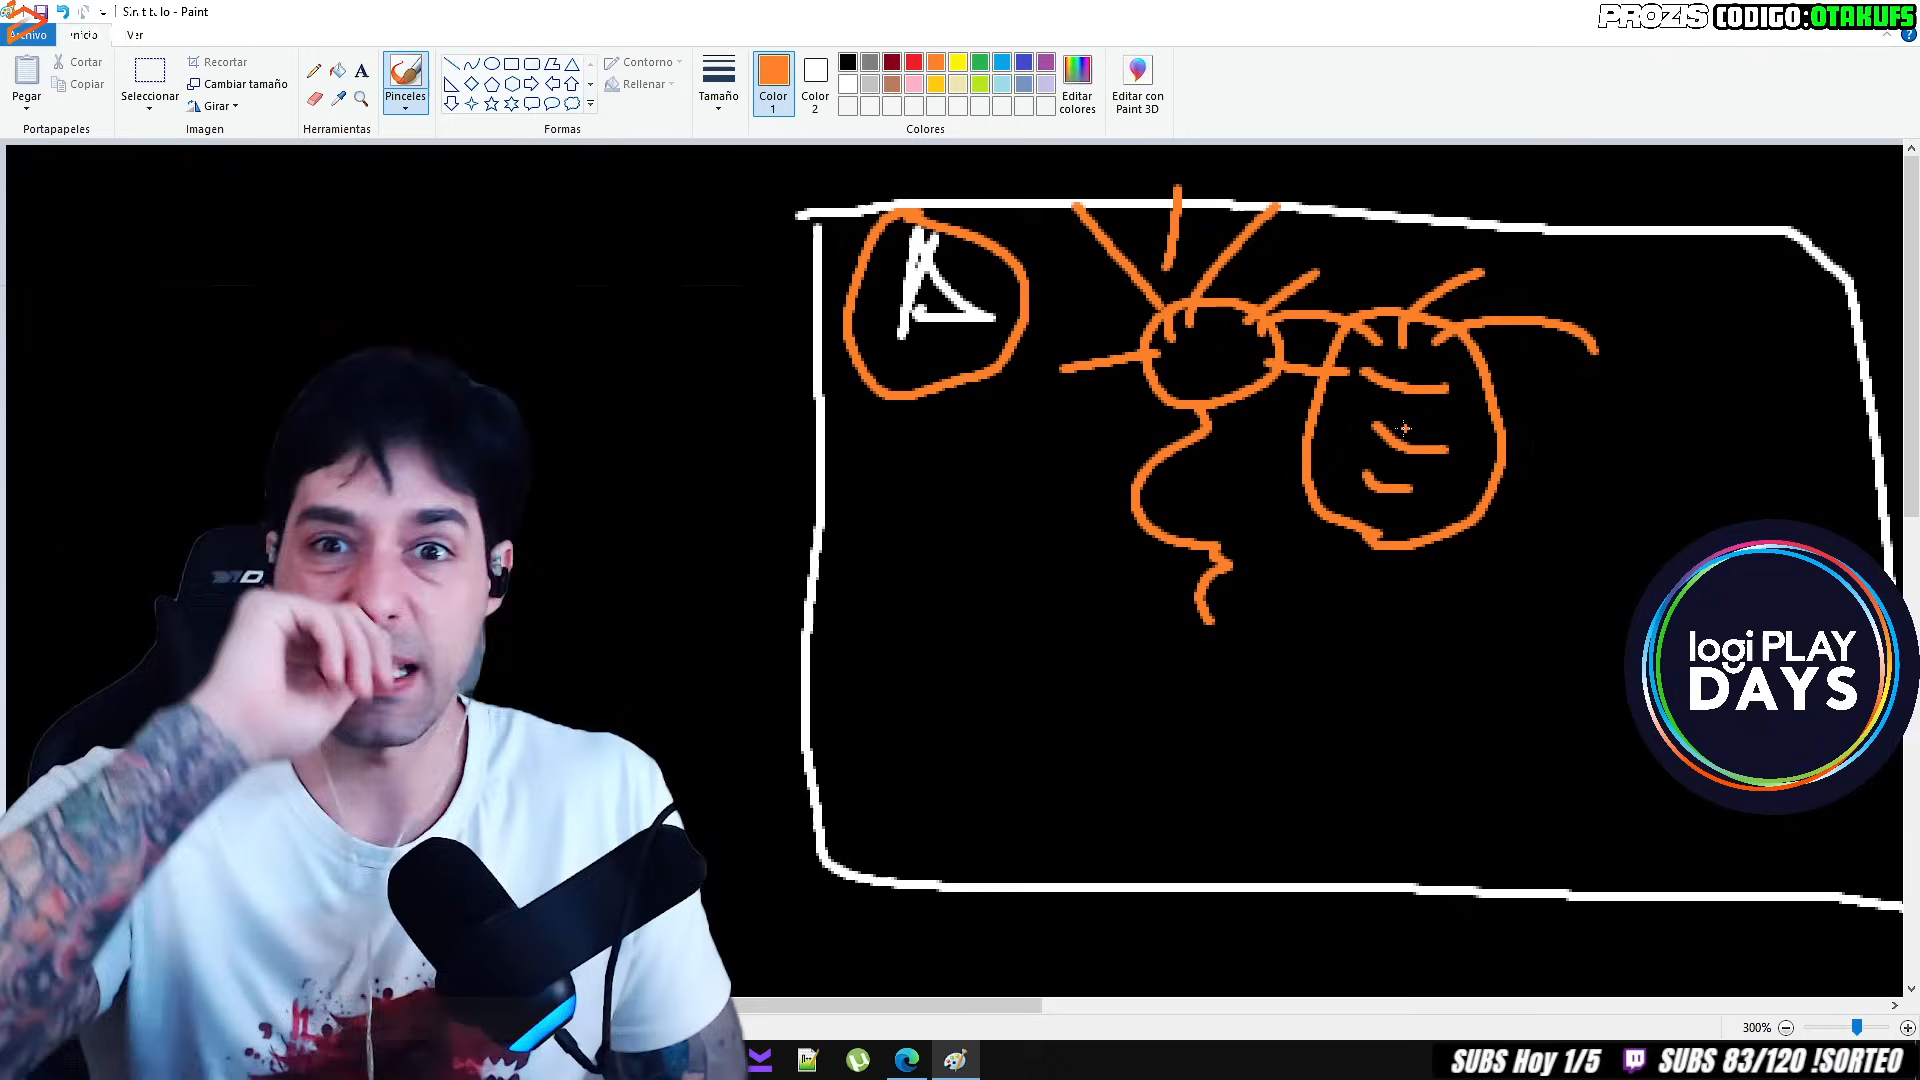 Sin título - Paint
PROZIS CODIGO:OTAKUFS
Archivo Inicio Ver
Pegar
Cortar
Copiar
Portapapeles
Seleccionar
Recortar
Cambiar tamaño
Girar
Imagen
Herramientas
Pinceles
Contorno
Rellenar
Formas
Tamaño
Color 1
Color 2
Editar colores
Colores
Editar con Paint 3D
logi PLAY
DAYS
300%
SUBS Hoy 1/5 SUBS 83/120 !SORTEO